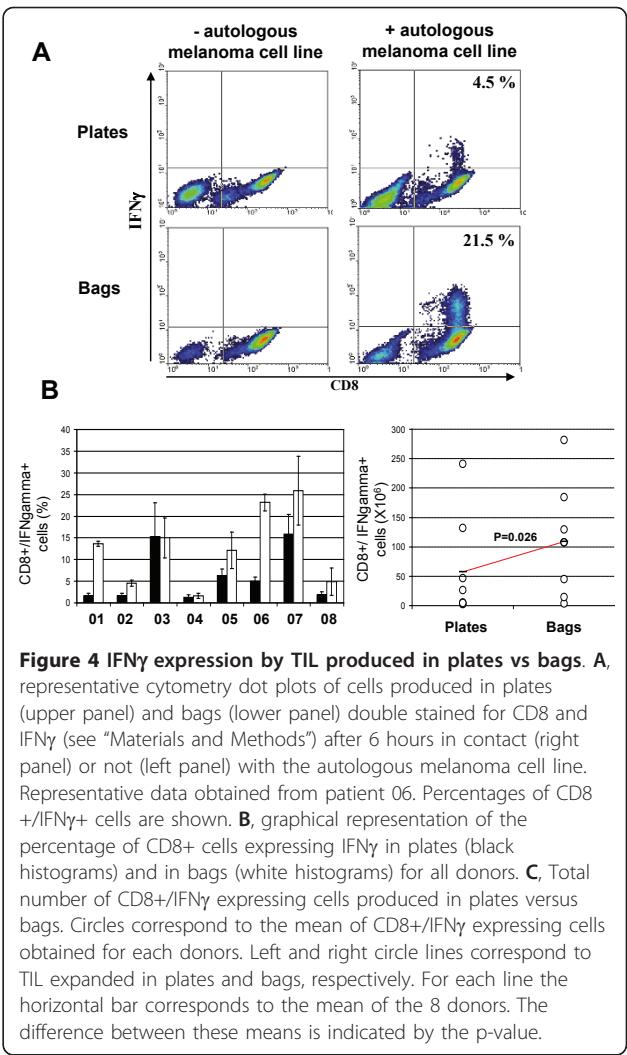 - autologous
melanoma cell line
+ autologous
melanoma cell line
A
4.5 %
Plates
IFNγ
21.5 %
Bags
CD8
B
CD8+/IFNgamma+
cells (%)
40
35
30
25
20
15
10
5
0
01 02 03 04 05 06 07 08
CD8+/ IFNgamma+
cells (X10⁶)
300
250
200
150
100
50
0
P=0.026
Plates Bags
Figure 4 IFNγ expression by TIL produced in plates vs bags. A,
representative cytometry dot plots of cells produced in plates
(upper panel) and bags (lower panel) double stained for CD8 and
IFNγ (see “Materials and Methods”) after 6 hours in contact (right
panel) or not (left panel) with the autologous melanoma cell line.
Representative data obtained from patient 06. Percentages of CD8
+/IFNγ+ cells are shown. B, graphical representation of the
percentage of CD8+ cells expressing IFNγ in plates (black
histograms) and in bags (white histograms) for all donors. C, Total
number of CD8+/IFNγ expressing cells produced in plates versus
bags. Circles correspond to the mean of CD8+/IFNγ expressing cells
obtained for each donors. Left and right circle lines correspond to
TIL expanded in plates and bags, respectively. For each line the
horizontal bar corresponds to the mean of the 8 donors. The
difference between these means is indicated by the p-value.